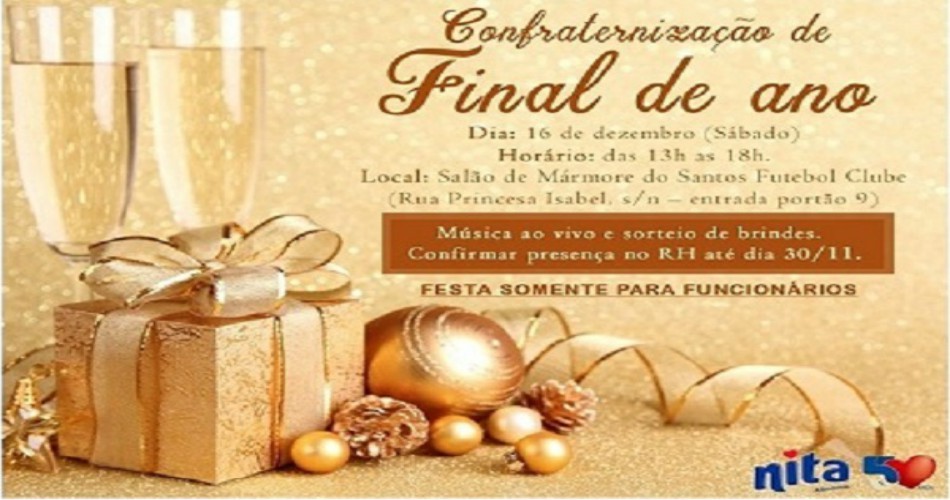 Confraternização de
Final de ano
Dia: 16 de dezembro (Sábado)
Horário: das 13h as 18h.
Local: Salão de Mármore do Santos Futebol Clube
(Rua Princesa Isabel, s/n – entrada portão 9)
Música ao vivo e sorteio de brindes.
Confirmar presença no RH até dia 30/11.
FESTA SOMENTE PARA FUNCIONÁRIOS
nita 50